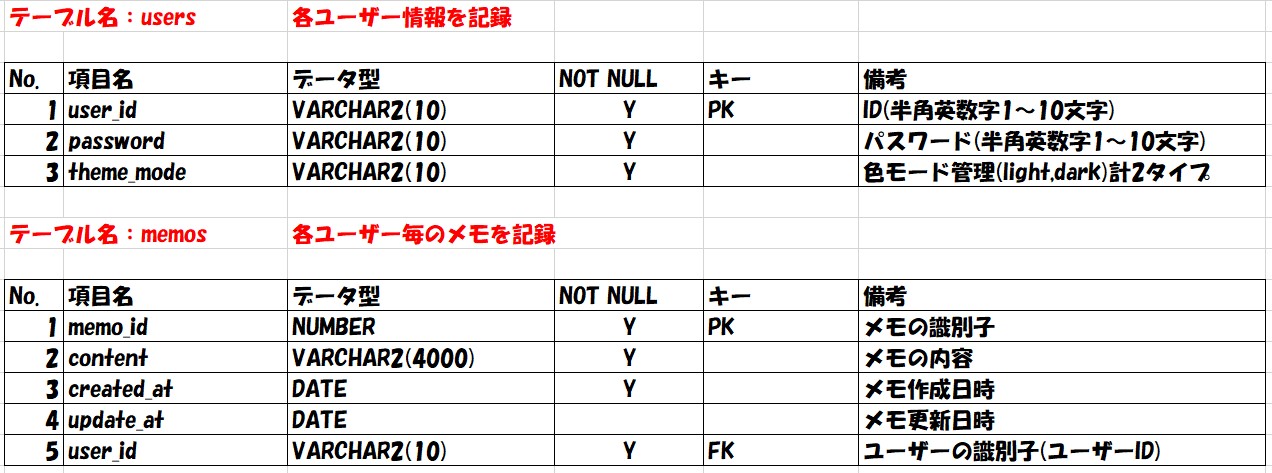 テーブル名：users 各ユーザー情報を記録
No. 項目名 データ型 NOT NULL キー 備考
1 user_id VARCHAR2(10) Y PK ID(半角英数字1～10文字)
2 password VARCHAR2(10) Y パスワード(半角英数字1～10文字)
3 theme_mode VARCHAR2(10) Y 色モード管理(light,dark)計2タイプ
テーブル名：memos 各ユーザー毎のメモを記録
No. 項目名 データ型 NOT NULL キー 備考
1 memo_id NUMBER Y PK メモの識別子
2 content VARCHAR2(4000) Y メモの内容
3 created_at DATE Y メモ作成日時
4 update_at DATE メモ更新日時
5 user_id VARCHAR2(10) Y FK ユーザーの識別子(ユーザーID)